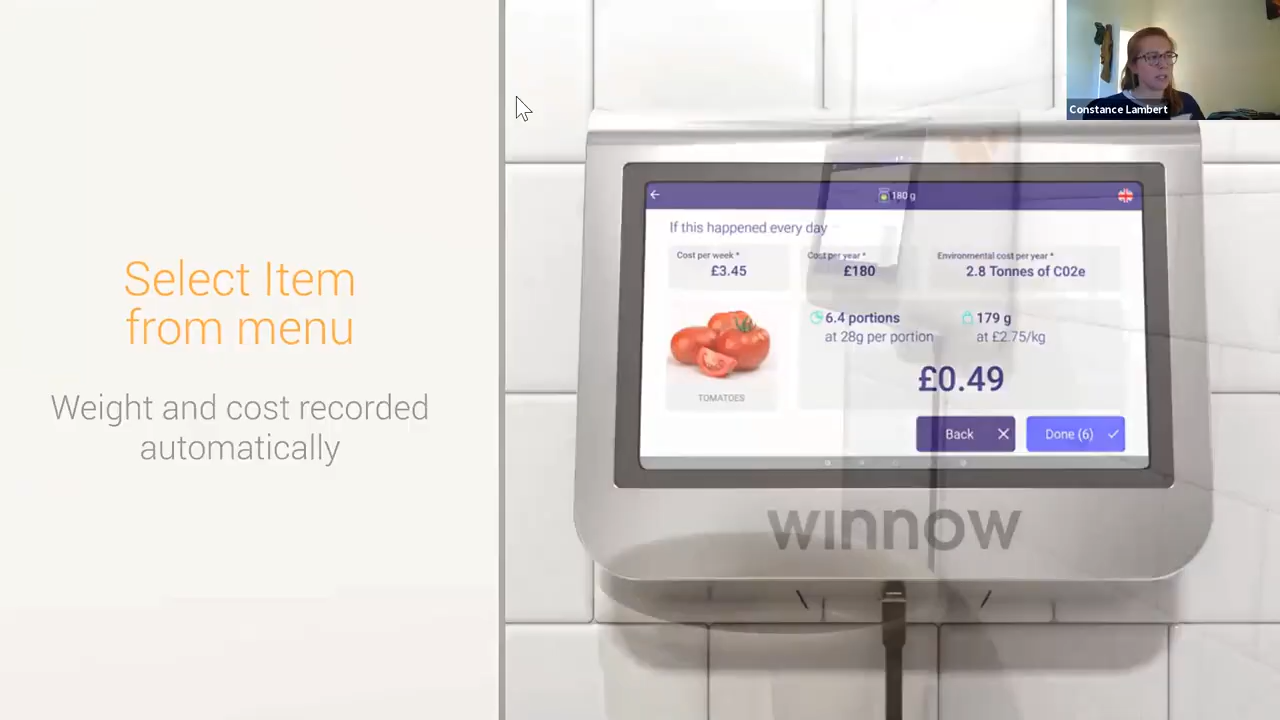 Select Item
from menu
Weight and cost recorded
automatically
Constance Lambert
180 g
If this happened every day
Cost per week *
£3.45
Cost per year *
£180
Environmental cost per year *
2.8 Tonnes of C02e
6.4 portions
at 28g per portion
179 g
at £2.75/kg
£0.49
TOMATOES
Back
Done (6)
winnow